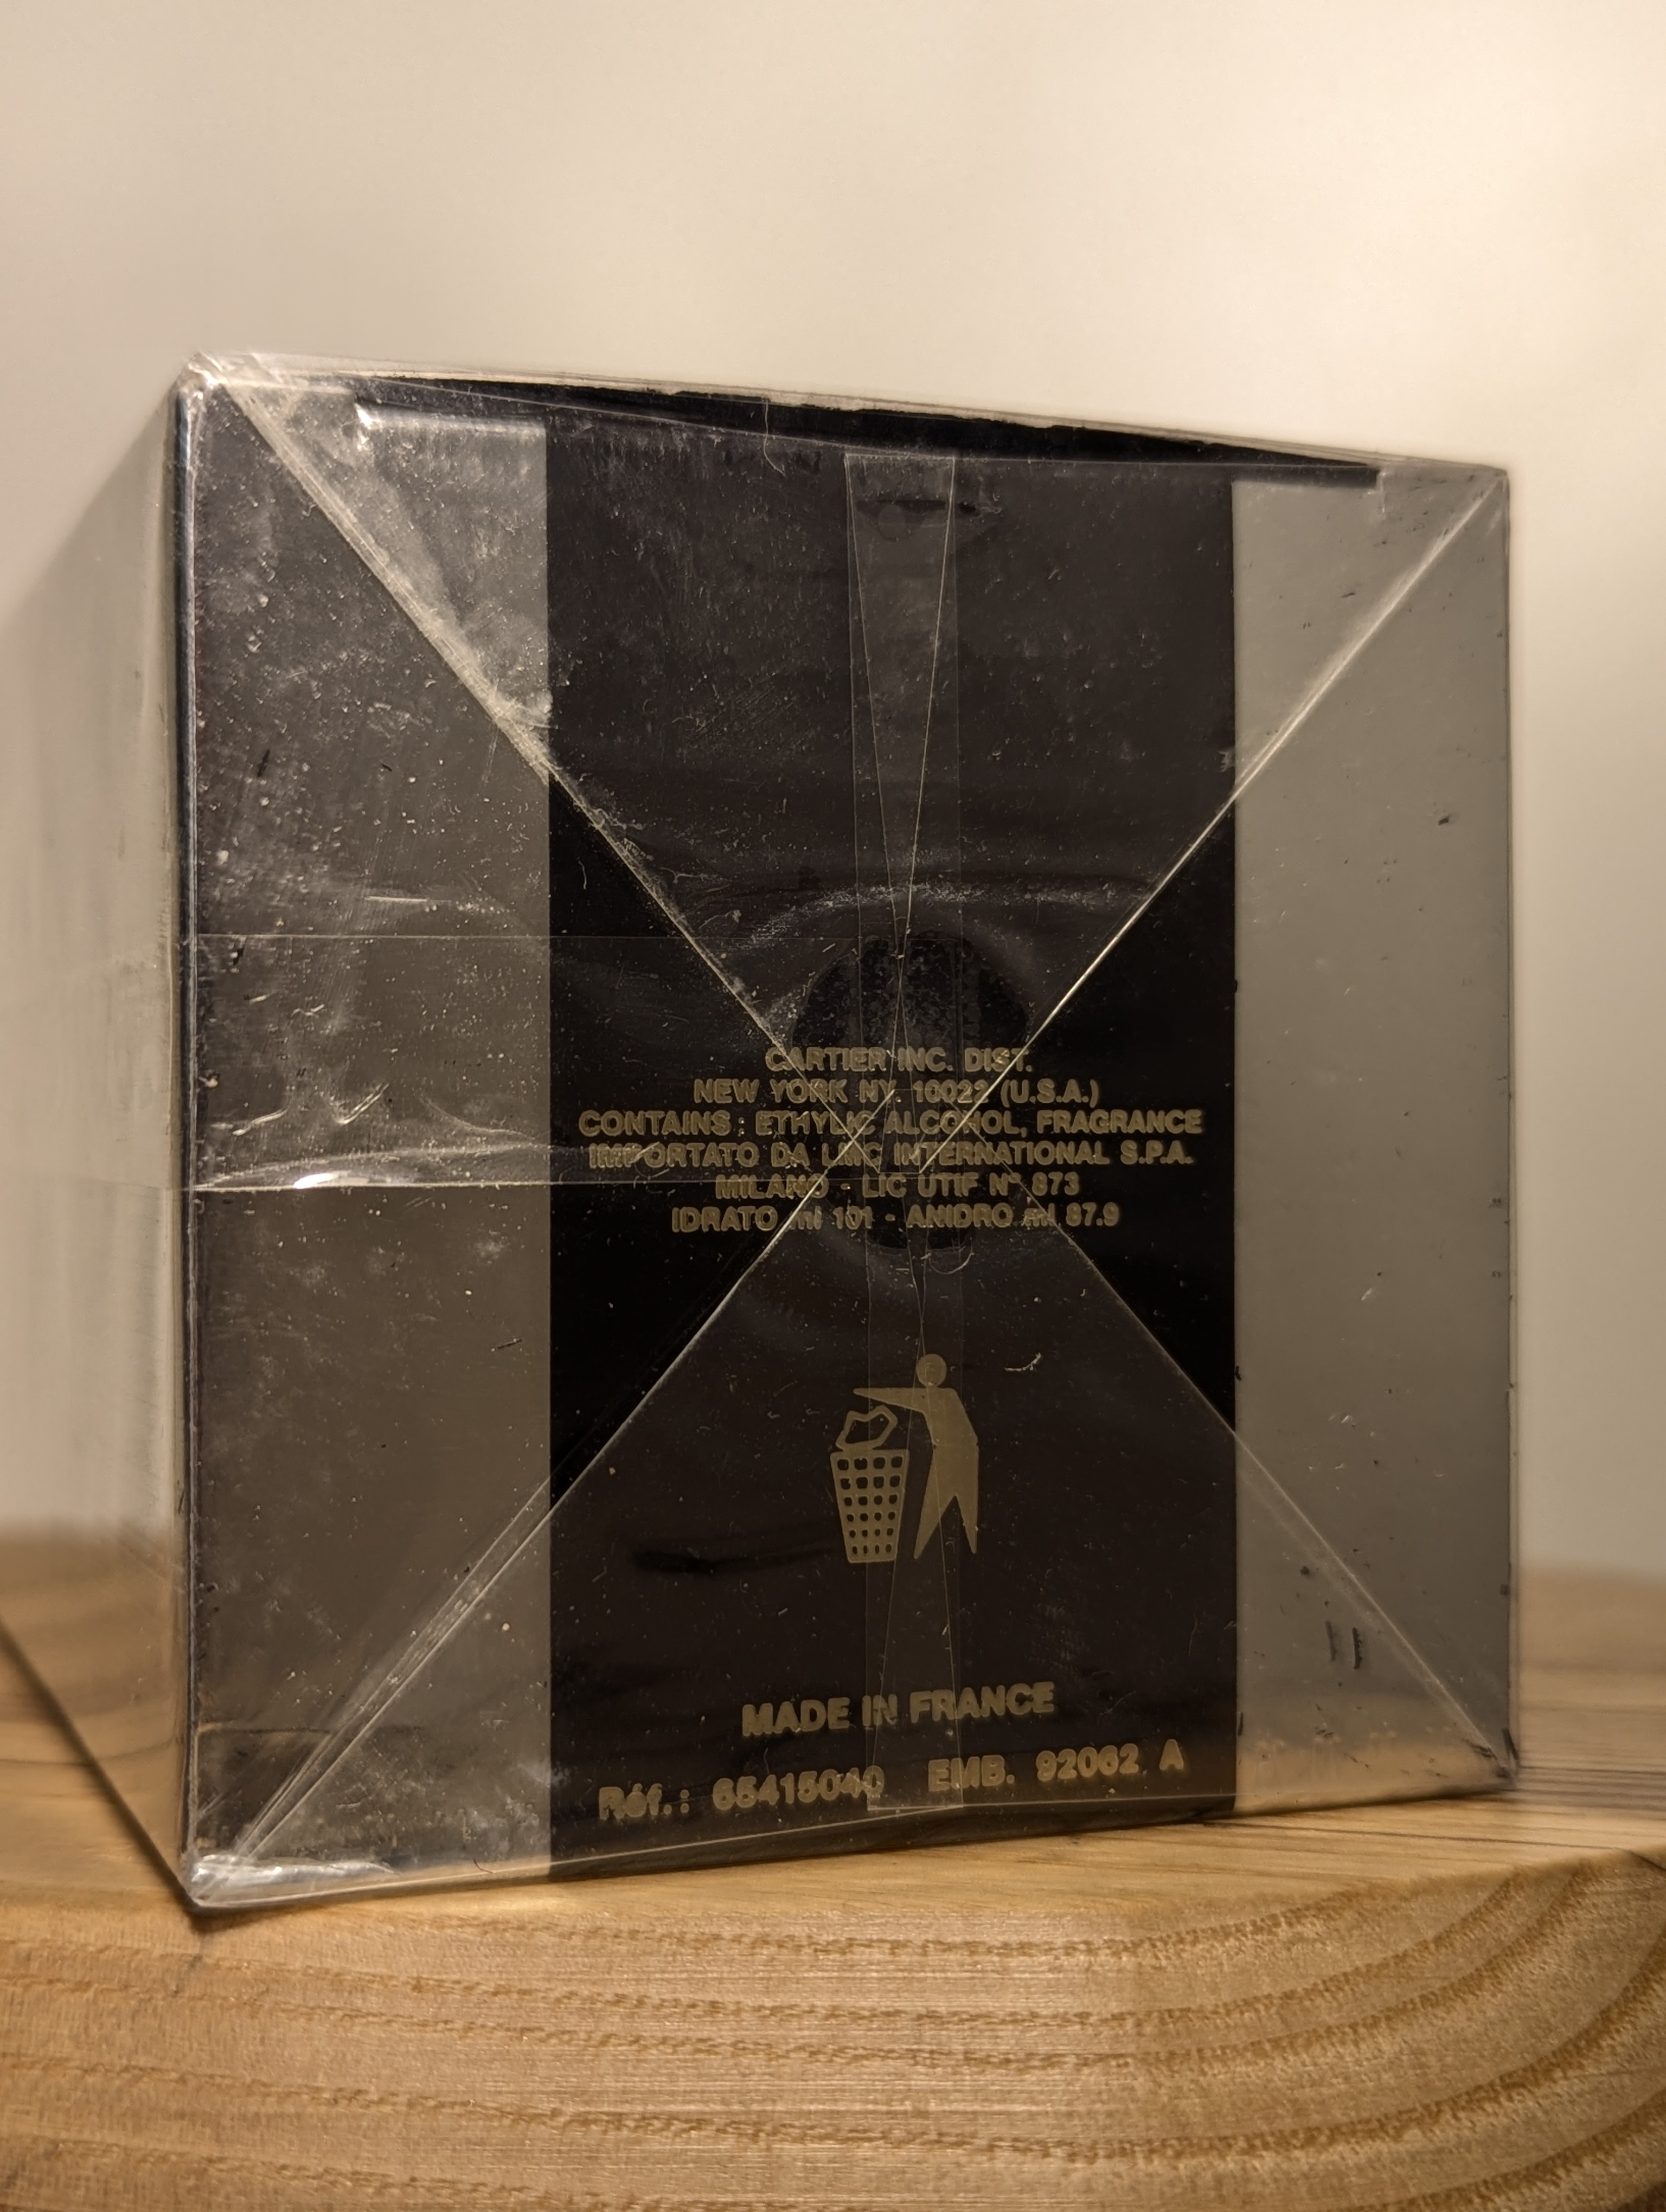 CARTIER INC. DIST.
NEW YORK NY. 10022 (U.S.A.)
CONTAINS : ETHYLIC ALCOHOL, FRAGRANCE
IMPORTATO DA LMC INTERNATIONAL S.P.A.
MILANO - LIC UTIF N° 873
IDRATO ml 101 - ANIDRO ml 87.9
MADE IN FRANCE
Réf.: 65415040 EMB. 92062 A